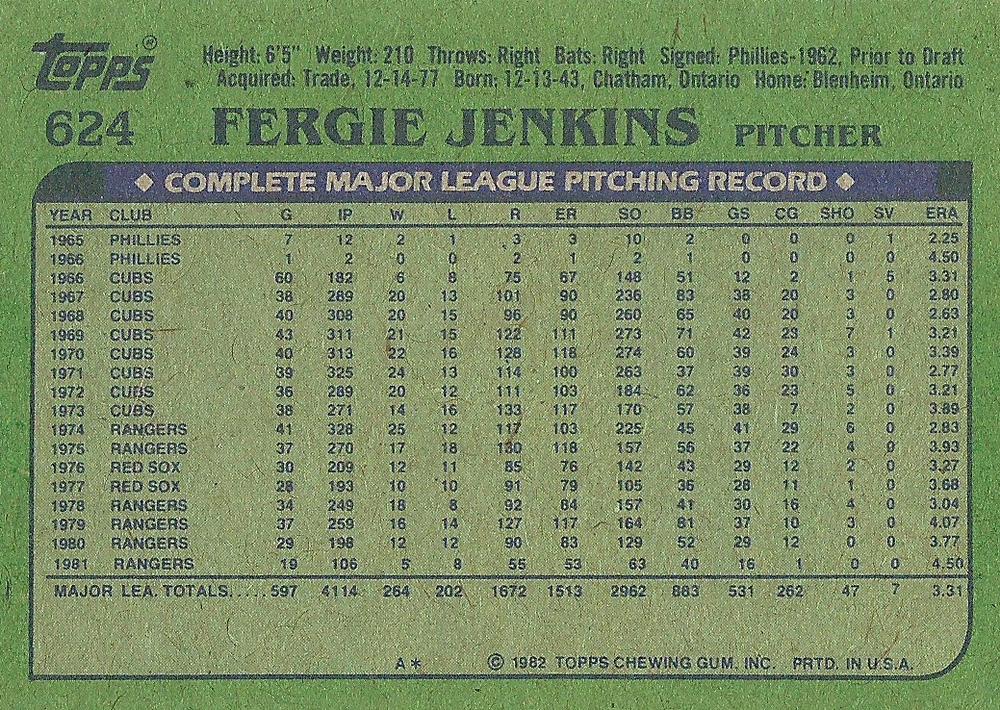 Topps®
Height: 6'5" Weight: 210 Throws: Right Bats: Right Signed: Phillies-1962, Prior to Draft
Acquired: Trade, 12-14-77 Born: 12-13-43, Chatham, Ontario Home: Blenheim, Ontario
624 FERGIE JENKINS PITCHER
◆ COMPLETE MAJOR LEAGUE PITCHING RECORD ◆
YEAR CLUB G IP W L R ER SO BB GS CG SHO SV ERA
1965 PHILLIES 7 12 2 1 3 3 10 2 0 0 0 1 2.25
1966 PHILLIES 1 2 0 0 2 1 2 1 0 0 0 0 4.50
1966 CUBS 60 182 6 8 75 67 148 51 12 2 1 5 3.31
1967 CUBS 38 289 20 13 101 90 236 83 38 20 3 0 2.80
1968 CUBS 40 308 20 15 96 90 260 65 40 20 3 0 2.63
1969 CUBS 43 311 21 15 122 111 273 71 42 23 7 1 3.21
1970 CUBS 40 313 22 16 128 118 274 60 39 24 3 0 3.39
1971 CUBS 39 325 24 13 114 100 263 37 39 30 3 0 2.77
1972 CUBS 36 289 20 12 111 103 184 62 36 23 5 0 3.21
1973 CUBS 38 271 14 16 133 117 170 57 38 7 2 0 3.89
1974 RANGERS 41 328 25 12 117 103 225 45 41 29 6 0 2.83
1975 RANGERS 37 270 17 18 130 118 157 56 37 22 4 0 3.93
1976 RED SOX 30 209 12 11 85 76 142 43 29 12 2 0 3.27
1977 RED SOX 28 193 10 10 91 79 105 36 28 11 1 0 3.68
1978 RANGERS 34 249 18 8 92 84 157 41 30 16 4 0 3.04
1979 RANGERS 37 259 16 14 127 117 164 81 37 10 3 0 4.07
1980 RANGERS 29 198 12 12 90 83 129 52 29 12 0 0 3.77
1981 RANGERS 19 106 5 8 55 53 63 40 16 1 0 0 4.50
MAJOR LEA. TOTALS..... 597 4114 264 202 1672 1513 2962 883 531 262 47 7 3.31
A* © 1982 TOPPS CHEWING GUM, INC. PRTD. IN U.S.A.